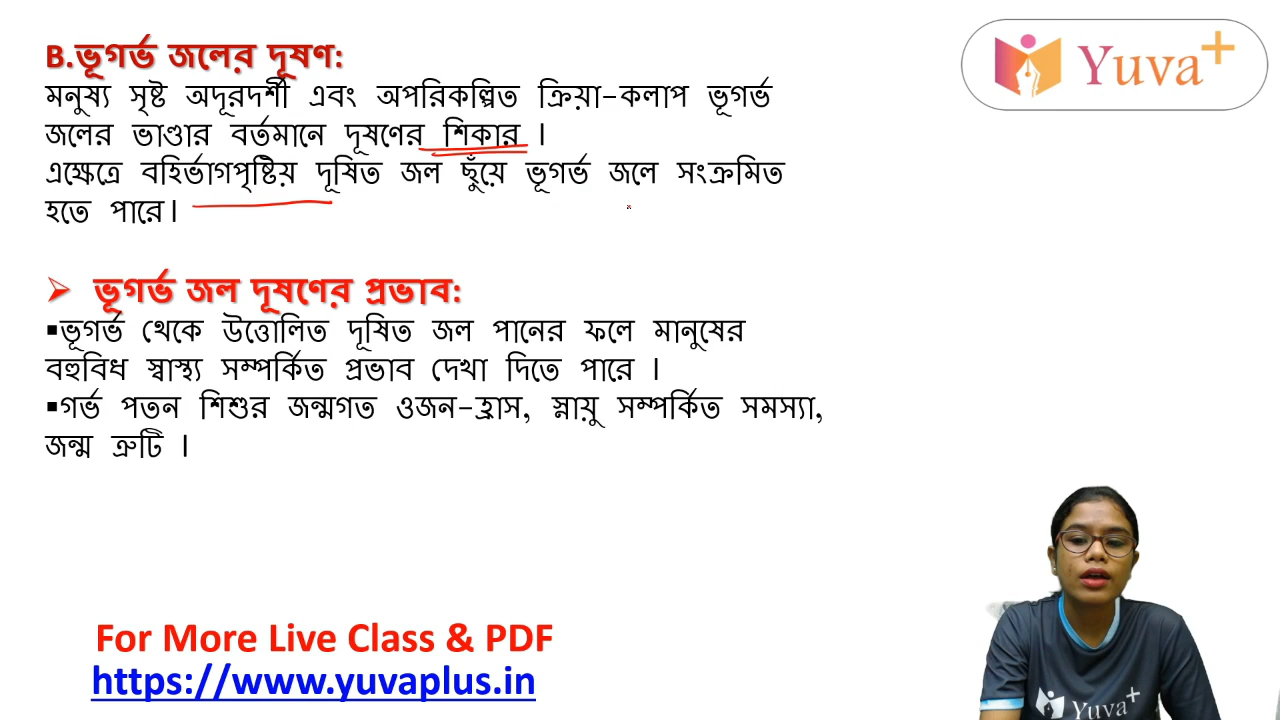 B.ভূগর্ভ জলের দূষণ:
মনুষ্য সৃষ্ট অদূরদর্শী এবং অপরিকল্পিত ক্রিয়া-কলাপ ভূগর্ভ
জলের ভাণ্ডার বর্তমানে দূষণের শিকার ।
এক্ষেত্রে বহির্ভাগপৃষ্টিয় দূষিত জল ছুঁয়ে ভূগর্ভ জলে সংক্রমিত
হতে পারে।
➢ ভূগর্ভ জল দূষণের প্রভাব:
▪ভূগর্ভ থেকে উত্তোলিত দূষিত জল পানের ফলে মানুষের
বহুবিধ স্বাস্থ্য সম্পর্কিত প্রভাব দেখা দিতে পারে ।
▪গর্ভ পতন শিশুর জন্মগত ওজন-হ্রাস, স্নায়ু সম্পর্কিত সমস্যা,
জন্ম ত্রুটি ।
For More Live Class & PDF
https://www.yuvaplus.in
Yuva+
Yuva+